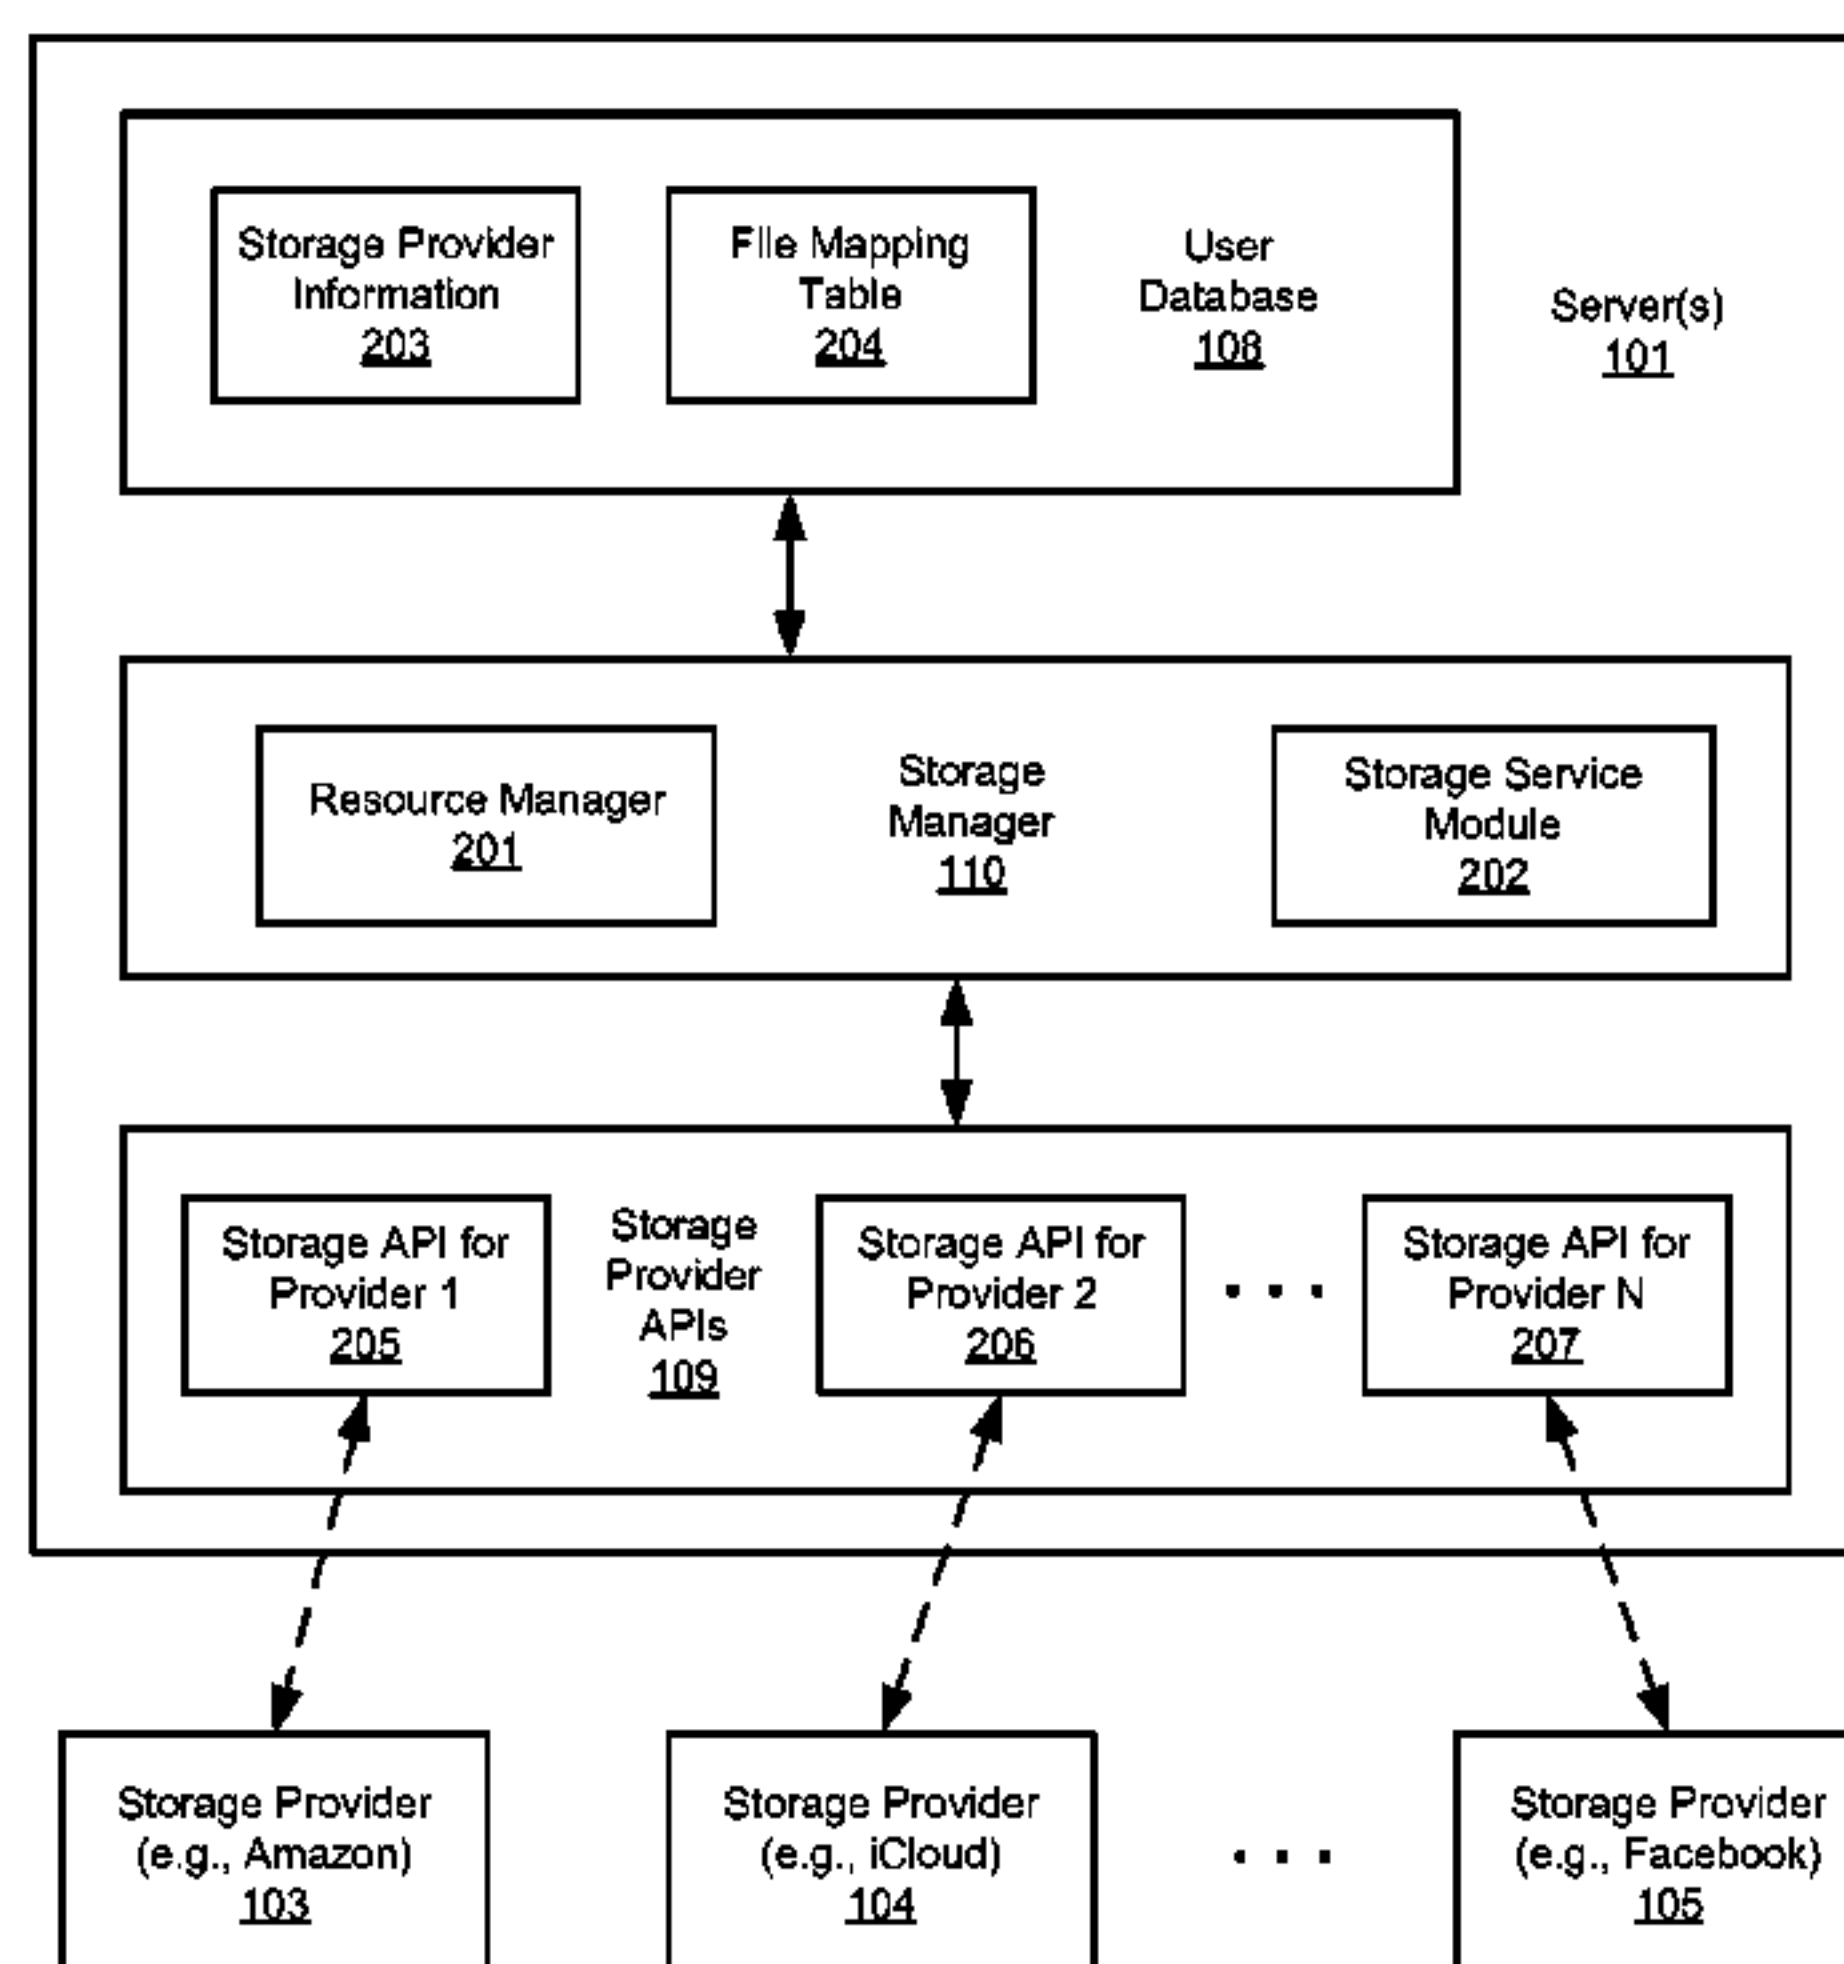 Storage Provider
Information
203
File Mapping
Table
204
User
Database
108
Server(s)
101
Resource Manager
201
Storage
Manager
110
Storage Service
Module
202
Storage API for
Provider 1
205
Storage
Provider
APIs
109
Storage API for
Provider 2
206
. . .
Storage API for
Provider N
207
Storage Provider
(e.g., Amazon)
103
Storage Provider
(e.g., iCloud)
104
. . .
Storage Provider
(e.g., Facebook)
105